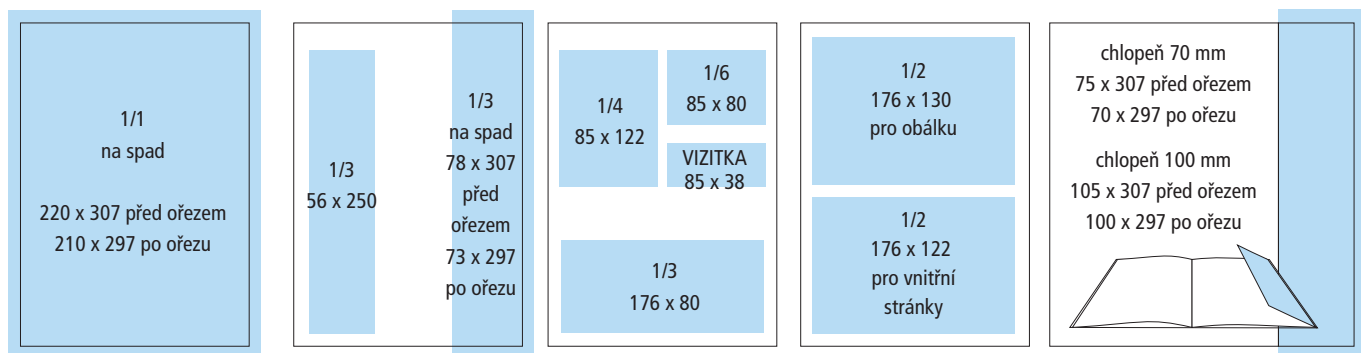 1/1
na spad
220 x 307 před ořezem
210 x 297 po ořezu
1/3
56 x 250
1/3
na spad
78 x 307
před
ořezem
73 x 297
po ořezu
1/4
85 x 122
1/6
85 x 80
VIZITKA
85 x 38
1/3
176 x 80
1/2
176 x 130
pro obálku
1/2
176 x 122
pro vnitřní
stránky
chlopeň 70 mm
75 x 307 před ořezem
70 x 297 po ořezu
chlopeň 100 mm
105 x 307 před ořezem
100 x 297 po ořezu